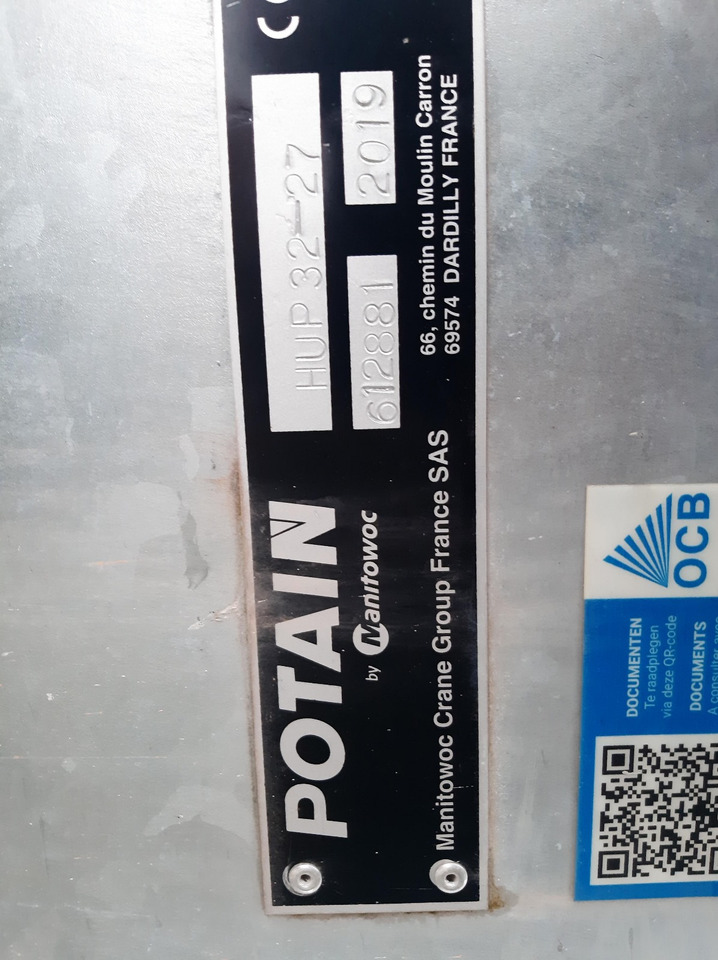 POTAIN
by Manitowoc
HUP 32-27
612881
2019
Manitowoc Crane Group France SAS
66, chemin du Moulin Carron
69574 DARDILLY FRANCE
OCB
DOCUMENTEN
Te raadplegen
via deze QR-code
DOCUMENTS
A consulter avec